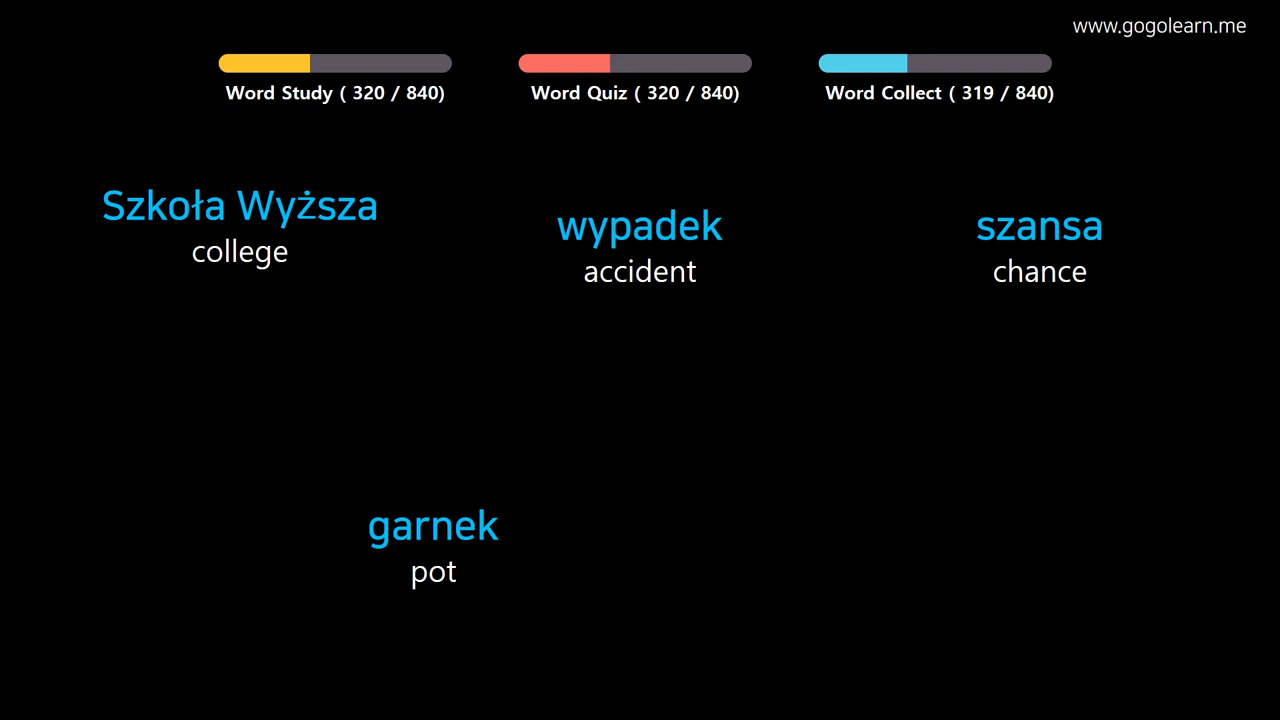 www.gogolearn.me
Word Study ( 320 / 840)
Word Quiz ( 320 / 840)
Word Collect ( 319 / 840)
Szkoła Wyższa
college
wypadek
accident
szansa
chance
garnek
pot